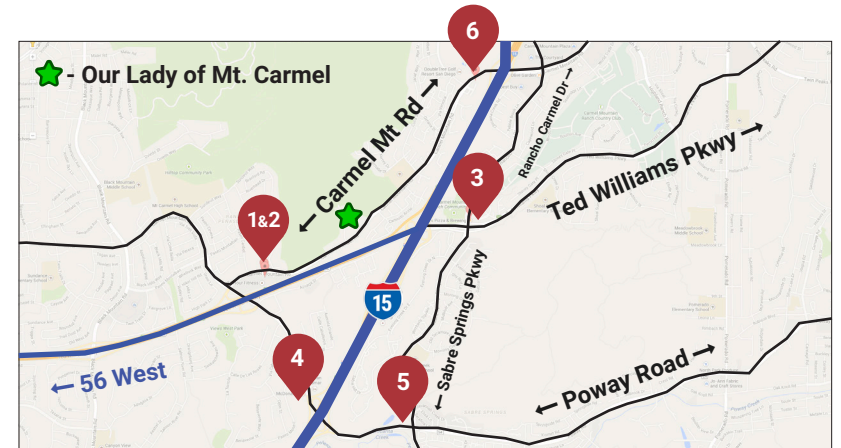 6
- Our Lady of Mt. Carmel
← Carmel Mt Rd →
Rancho Carmel Dr →
Ted Williams Pkwy →
3
1&2
15
← Sabre Springs Pkwy
4
5
← Poway Road →
← 56 West